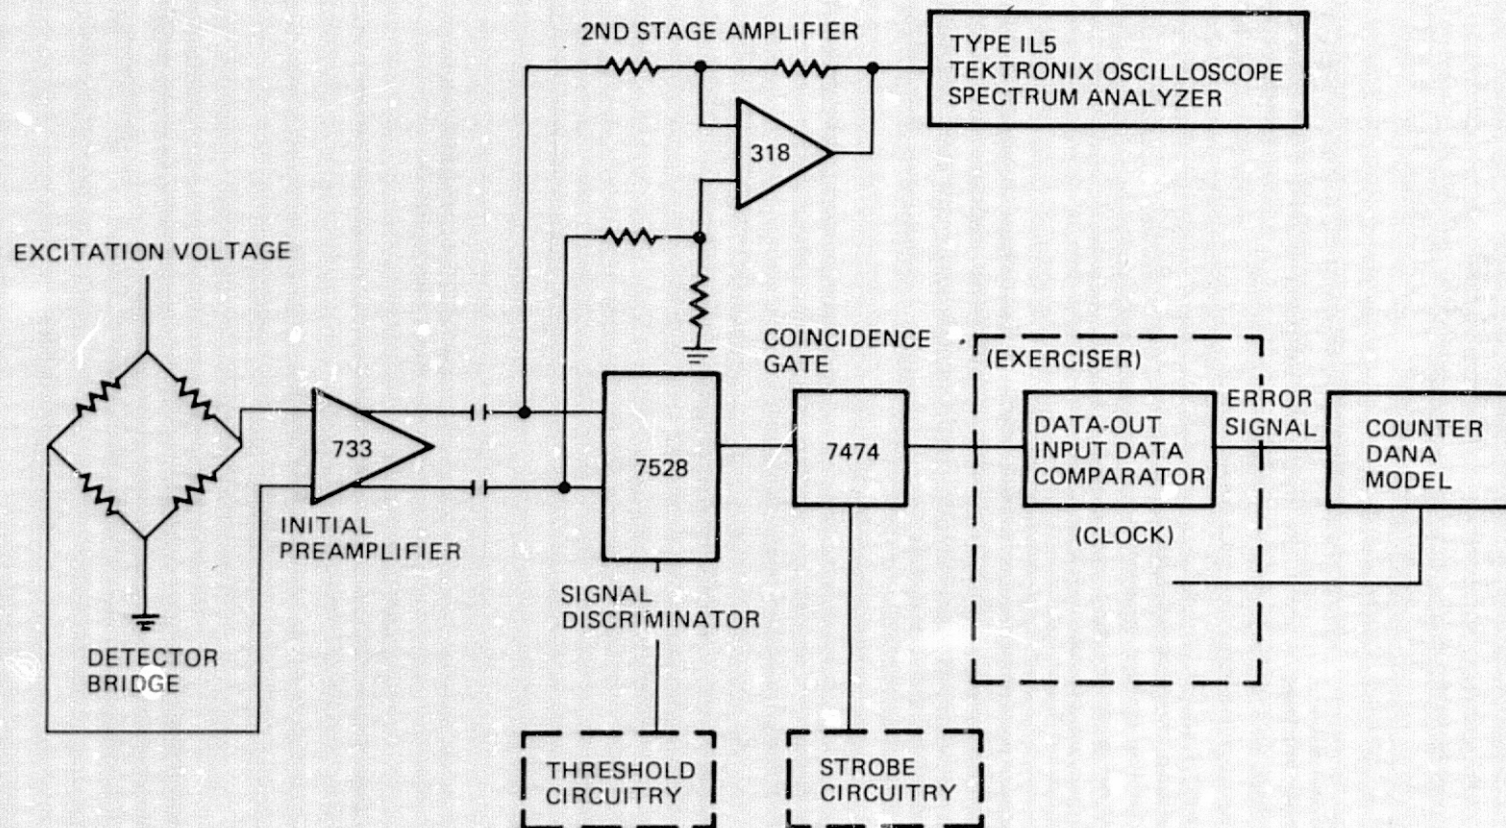 2ND STAGE AMPLIFIER
TYPE IL5
TEKTRONIX OSCILLOSCOPE
SPECTRUM ANALYZER
318
EXCITATION VOLTAGE
COINCIDENCE
GATE
(EXERCISER)
733
7528
7474
DATA-OUT
INPUT DATA
COMPARATOR
ERROR
SIGNAL
COUNTER
DANA
MODEL
INITIAL
PREAMPLIFIER
(CLOCK)
SIGNAL
DISCRIMINATOR
DETECTOR
BRIDGE
THRESHOLD
CIRCUITRY
STROBE
CIRCUITRY